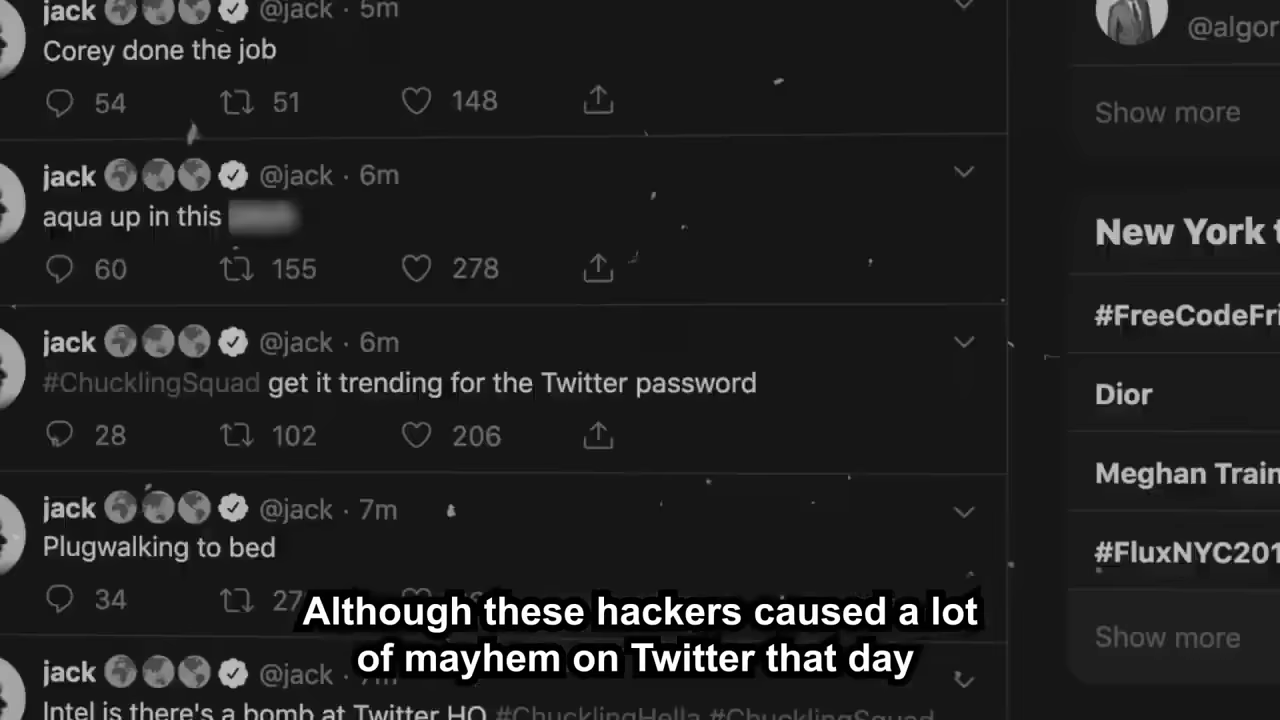 jack @jack · 5m
Corey done the job
54 51 148
jack @jack · 6m
aqua up in this
60 155 278
jack @jack · 6m
#ChucklingSquad get it trending for the Twitter password
28 102 206
jack @jack · 7m
Plugwalking to bed
34 27
jack @jack · 7m
Intel is there's a bomb at Twitter HQ #ChucklingHella #ChucklingSquad
@algor
Show more
New York t
#FreeCodeFri
Dior
Meghan Train
#FluxNYC201
Show more
Although these hackers caused a lot
of mayhem on Twitter that day